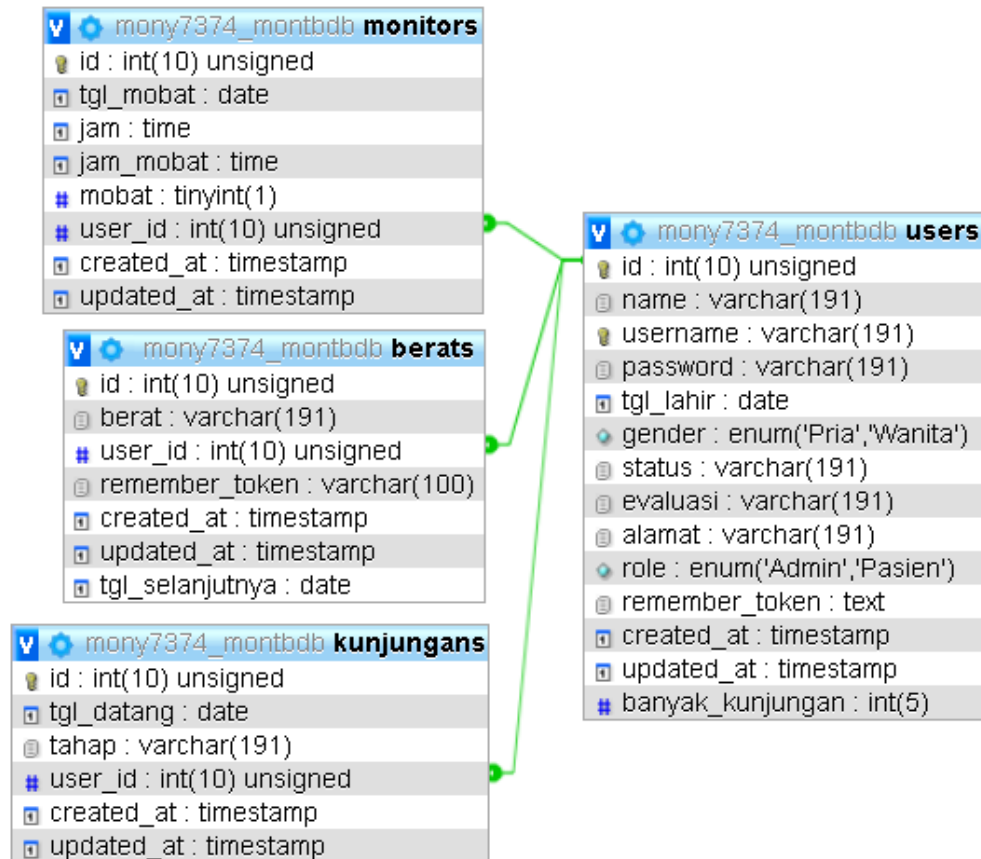 V mony7374_montbdb monitors
id : int(10) unsigned
tgl_mobat : date
jam : time
jam_mobat : time
# mobat : tinyint(1)
# user_id : int(10) unsigned
created_at : timestamp
updated_at : timestamp
V mony7374_montbdb berats
id : int(10) unsigned
berat : varchar(191)
# user_id : int(10) unsigned
remember_token : varchar(100)
created_at : timestamp
updated_at : timestamp
tgl_selanjutnya : date
V mony7374_montbdb kunjungans
id : int(10) unsigned
tgl_datang : date
tahap : varchar(191)
# user_id : int(10) unsigned
created_at : timestamp
updated_at : timestamp
V mony7374_montbdb users
id : int(10) unsigned
name : varchar(191)
username : varchar(191)
password : varchar(191)
tgl_lahir : date
gender : enum('Pria','Wanita')
status : varchar(191)
evaluasi : varchar(191)
alamat : varchar(191)
role : enum('Admin','Pasien')
remember_token : text
created_at : timestamp
updated_at : timestamp
# banyak_kunjungan : int(5)